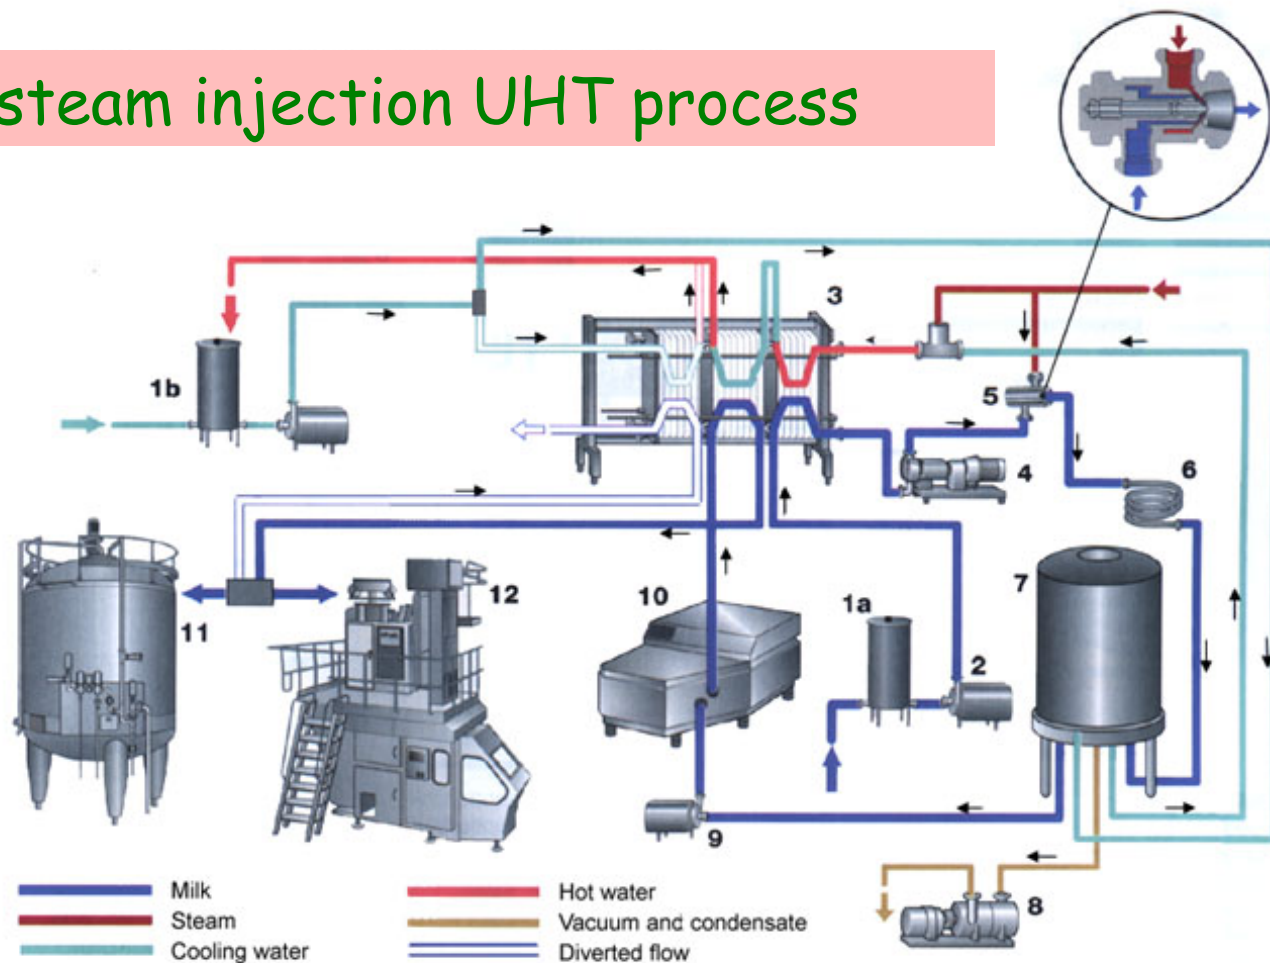 steam injection UHT process
3
1b
5
4
6
12
10
1a
7
11
2
9
8
Milk
Hot water
Steam
Vacuum and condensate
Cooling water
Diverted flow